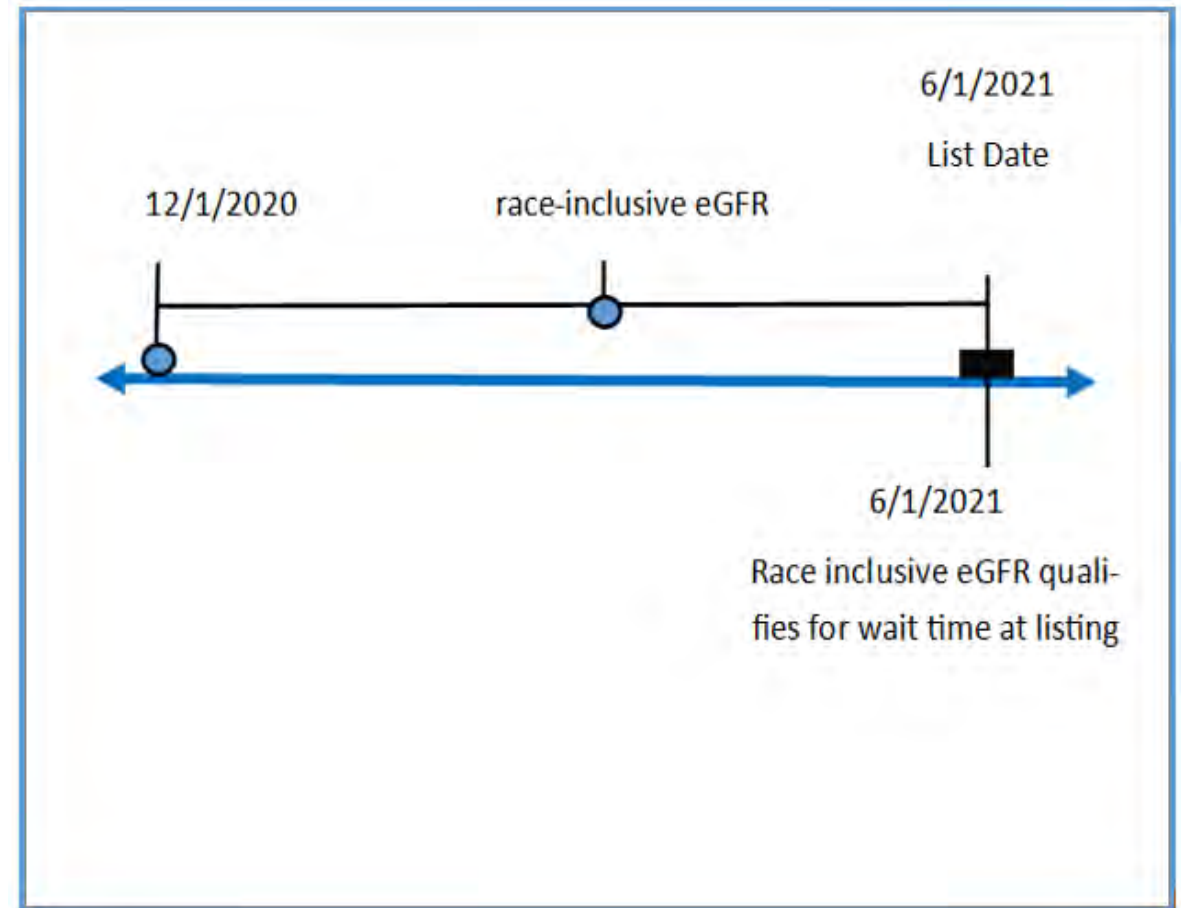 6/1/2021
List Date
12/1/2020
race-inclusive eGFR
6/1/2021
Race inclusive eGFR quali-
fies for wait time at listing